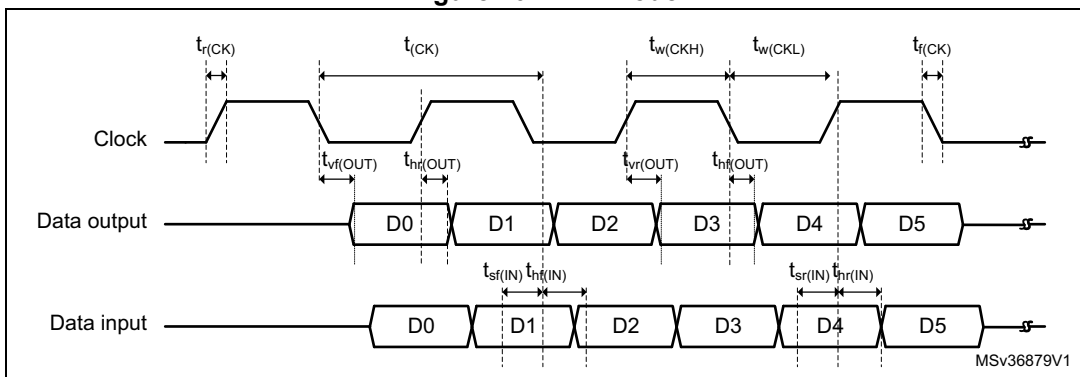 t_r(CK) t_(CK) t_w(CKH) t_w(CKL) t_f(CK)
Clock
t_vf(OUT) t_hr(OUT) t_vr(OUT) t_hf(OUT)
Data output D0 D1 D2 D3 D4 D5
t_sf(IN) t_hf(IN) t_sr(IN) t_hr(IN)
Data input D0 D1 D2 D3 D4 D5
MSv36879V1